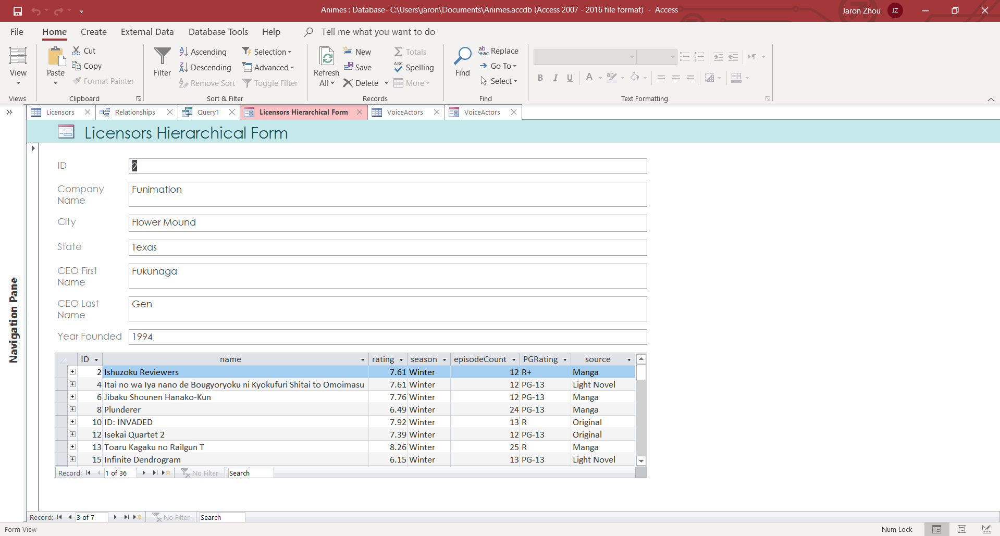 Animes : Database- C:\Users\jaron\Documents\Animes.accdb (Access 2007 - 2016 file format) - Access
Jaron Zhou
JZ
File Home Create External Data Database Tools Help Tell me what you want to do
View
Views
Paste
Cut
Copy
Format Painter
Clipboard
Filter
Ascending
Descending
Remove Sort
Selection
Advanced
Toggle Filter
Sort & Filter
Refresh
All
New
Save
Delete
Totals
Spelling
More
Records
Find
Replace
Go To
Select
Find
B I U A
Text Formatting
Licensors Relationships Query1 Licensors Hierarchical Form VoiceActors VoiceActors
Navigation Pane
Licensors Hierarchical Form
ID 2
Company Name Funimation
City Flower Mound
State Texas
CEO First Name Fukunaga
CEO Last Name Gen
Year Founded 1994
ID name rating season episodeCount PGRating source
2 Ishuzoku Reviewers 7.61 Winter 12 R+ Manga
4 Itai no wa Iya nano de Bougyoryoku ni Kyokufuri Shitai to Omoimasu 7.61 Winter 12 PG-13 Light Novel
6 Jibaku Shounen Hanako-Kun 7.76 Winter 12 PG-13 Manga
8 Plunderer 6.49 Winter 24 PG-13 Manga
10 ID: INVADED 7.92 Winter 13 R Original
12 Isekai Quartet 2 7.39 Winter 12 PG-13 Original
13 Toaru Kagaku no Railgun T 8.26 Winter 25 R Manga
15 Infinite Dendrogram 6.15 Winter 13 PG-13 Light Novel
Record: 1 of 36 No Filter Search
Record: 3 of 7 No Filter Search
Form View
Num Lock